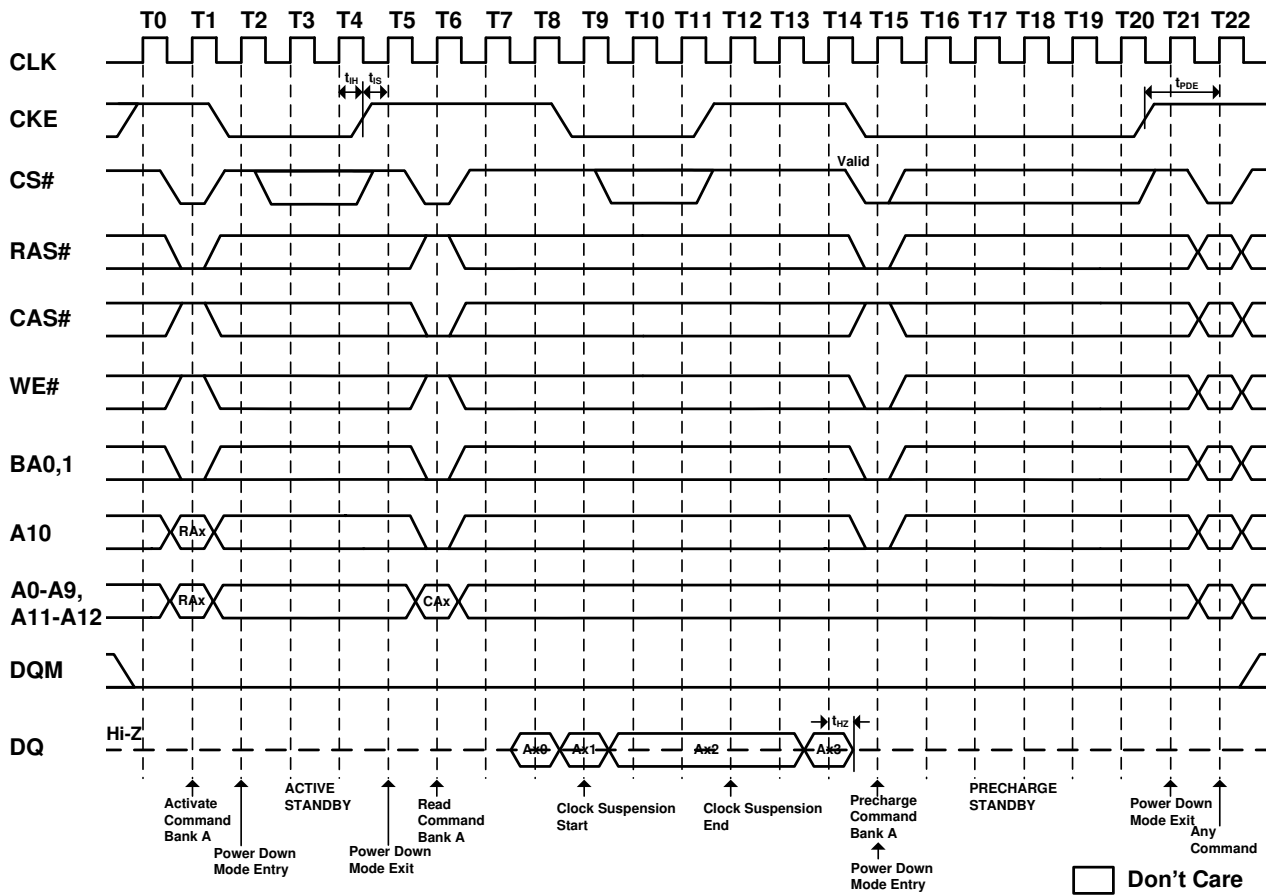 T0 T1 T2 T3 T4 T5 T6 T7 T8 T9 T10 T11 T12 T13 T14 T15 T16 T17 T18 T19 T20 T21 T22
CLK
tIH tIS
tPDE
CKE
Valid
CS#
RAS#
CAS#
WE#
BA0,1
A10
RAx
A0-A9,
A11-A12
RAx
CAx
DQM
Hi-Z
tHZ
DQ
Ax0
Ax1
Ax2
Ax3
Activate
Command
Bank A
Power Down
Mode Entry
ACTIVE
STANDBY
Power Down
Mode Exit
Read
Command
Bank A
Clock Suspension
Start
Clock Suspension
End
Precharge
Command
Bank A
Power Down
Mode Entry
PRECHARGE
STANDBY
Power Down
Mode Exit
Any
Command
Don't Care